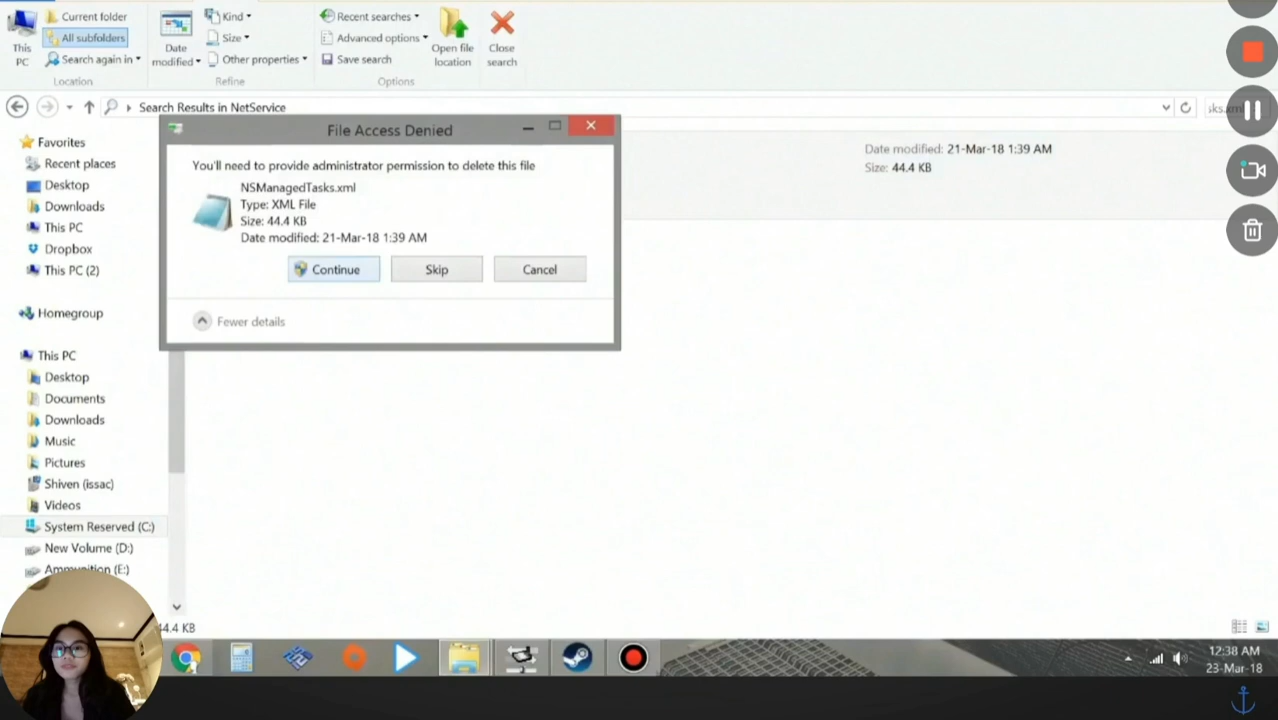 Current folder
All subfolders
Search again in
This PC
Location
Date modified
Kind
Size
Other properties
Refine
Recent searches
Advanced options
Save search
Options
Open file location
Close search
Search Results in NetService
Favorites
Recent places
Desktop
Downloads
This PC
Dropbox
This PC (2)
Homegroup
This PC
Desktop
Documents
Downloads
Music
Pictures
Shiven (issac)
Videos
System Reserved (C:)
New Volume (D:)
Ammunition (E:)
File Access Denied
You'll need to provide administrator permission to delete this file
NSManagedTasks.xml
Type: XML File
Size: 44.4 KB
Date modified: 21-Mar-18 1:39 AM
Continue
Skip
Cancel
Fewer details
Date modified: 21-Mar-18 1:39 AM
Size: 44.4 KB
44.4 KB
12:38 AM
23-Mar-18